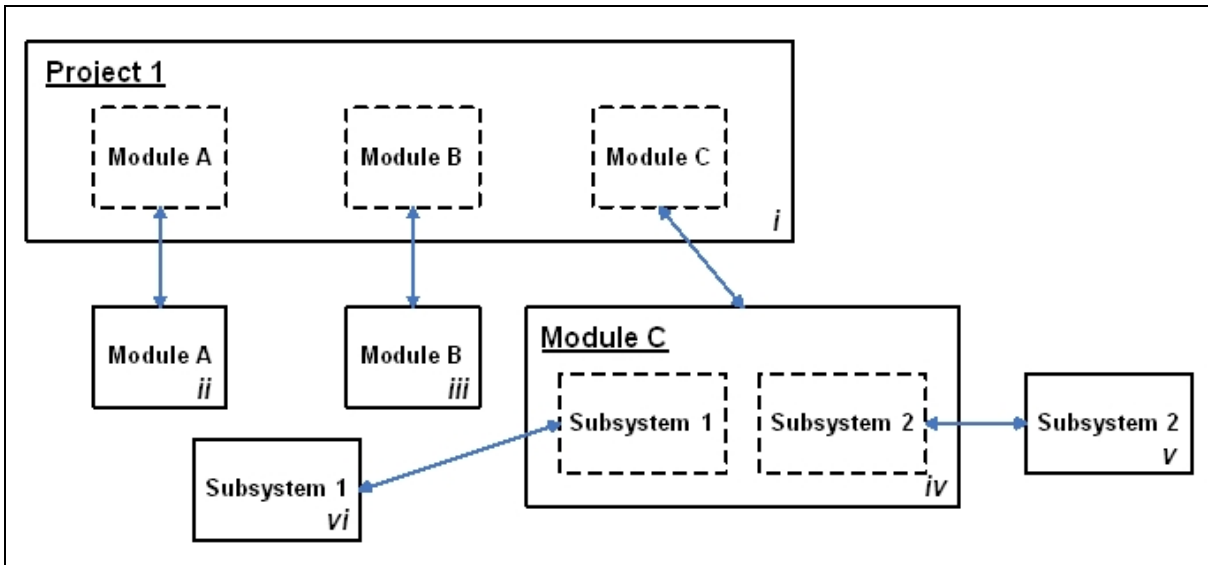 Project 1
Module A
Module B
Module C
i
Module A
ii
Module B
iii
Module C
Subsystem 1
Subsystem 2
iv
Subsystem 2
v
Subsystem 1
vi